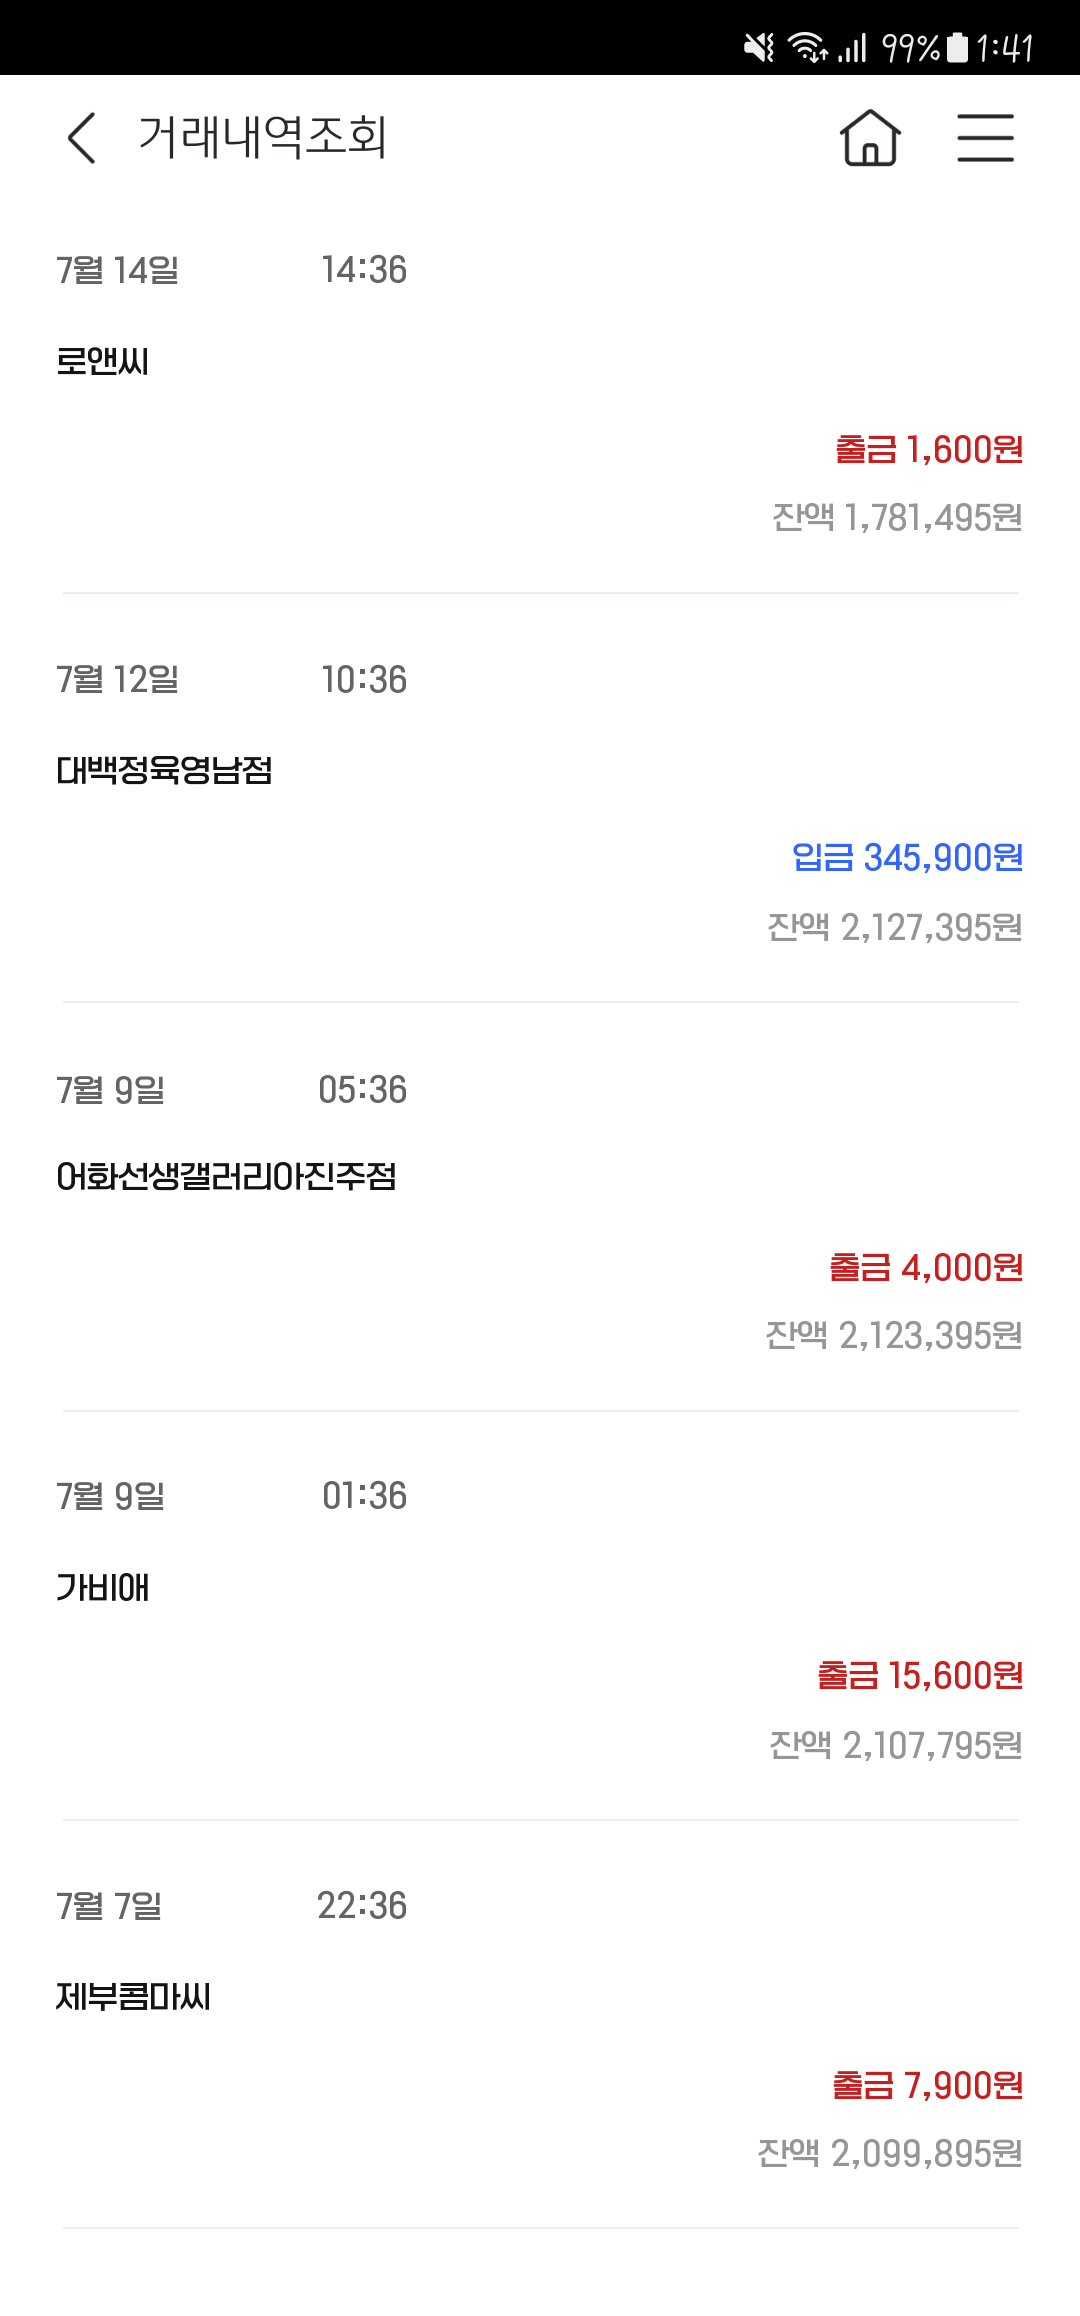 99% 1:41
거래내역조회
7월 14일 14:36
로앤씨
출금 1,600원
잔액 1,781,495원
7월 12일 10:36
대백정육영남점
입금 345,900원
잔액 2,127,395원
7월 9일 05:36
어화선생갤러리아진주점
출금 4,000원
잔액 2,123,395원
7월 9일 01:36
가비애
출금 15,600원
잔액 2,107,795원
7월 7일 22:36
제부콤마씨
출금 7,900원
잔액 2,099,895원